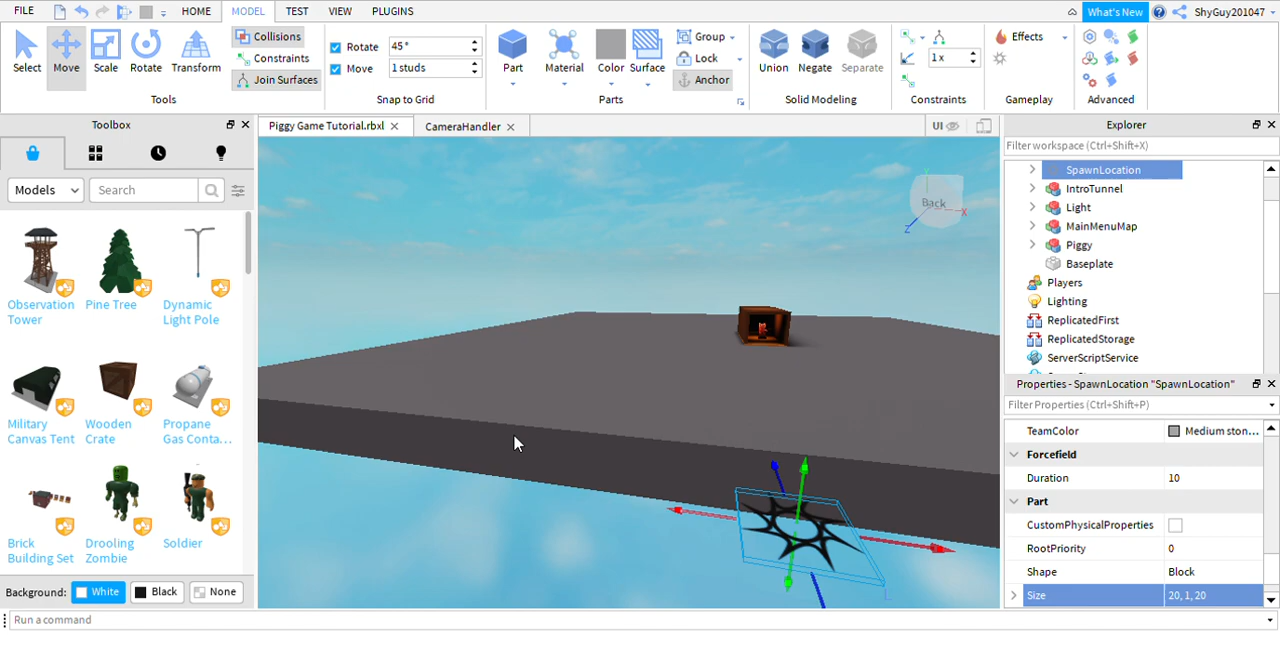 FILE HOME MODEL TEST VIEW PLUGINS What's New ShyGuy201047
Select Move Scale Rotate Transform
Collisions
Constraints
Join Surfaces
Tools
Rotate 45°
Move 1 stud
Snap to Grid
Part Material Color Surface
Group
Lock
Anchor
Parts
Union Negate Separate
Solid Modeling
1 x
Constraints
Effects
Gameplay
Advanced
Toolbox
Models Search
Observation Tower
Pine Tree
Dynamic Light Pole
Military Canvas Tent
Wooden Crate
Propane Gas Conta...
Brick Building Set
Drooling Zombie
Soldier
Background: White Black None
Piggy Game Tutorial.rbxl CameraHandler UI
Back
X
Z
Explorer
Filter workspace (Ctrl+Shift+X)
SpawnLocation
IntroTunnel
Light
MainMenuMap
Piggy
Baseplate
Players
Lighting
ReplicatedFirst
ReplicatedStorage
ServerScriptService
Properties - SpawnLocation "SpawnLocation"
Filter Properties (Ctrl+Shift+P)
TeamColor Medium ston...
Forcefield
Duration 10
Part
CustomPhysicalProperties
RootPriority 0
Shape Block
Size 20, 1, 20
Run a command